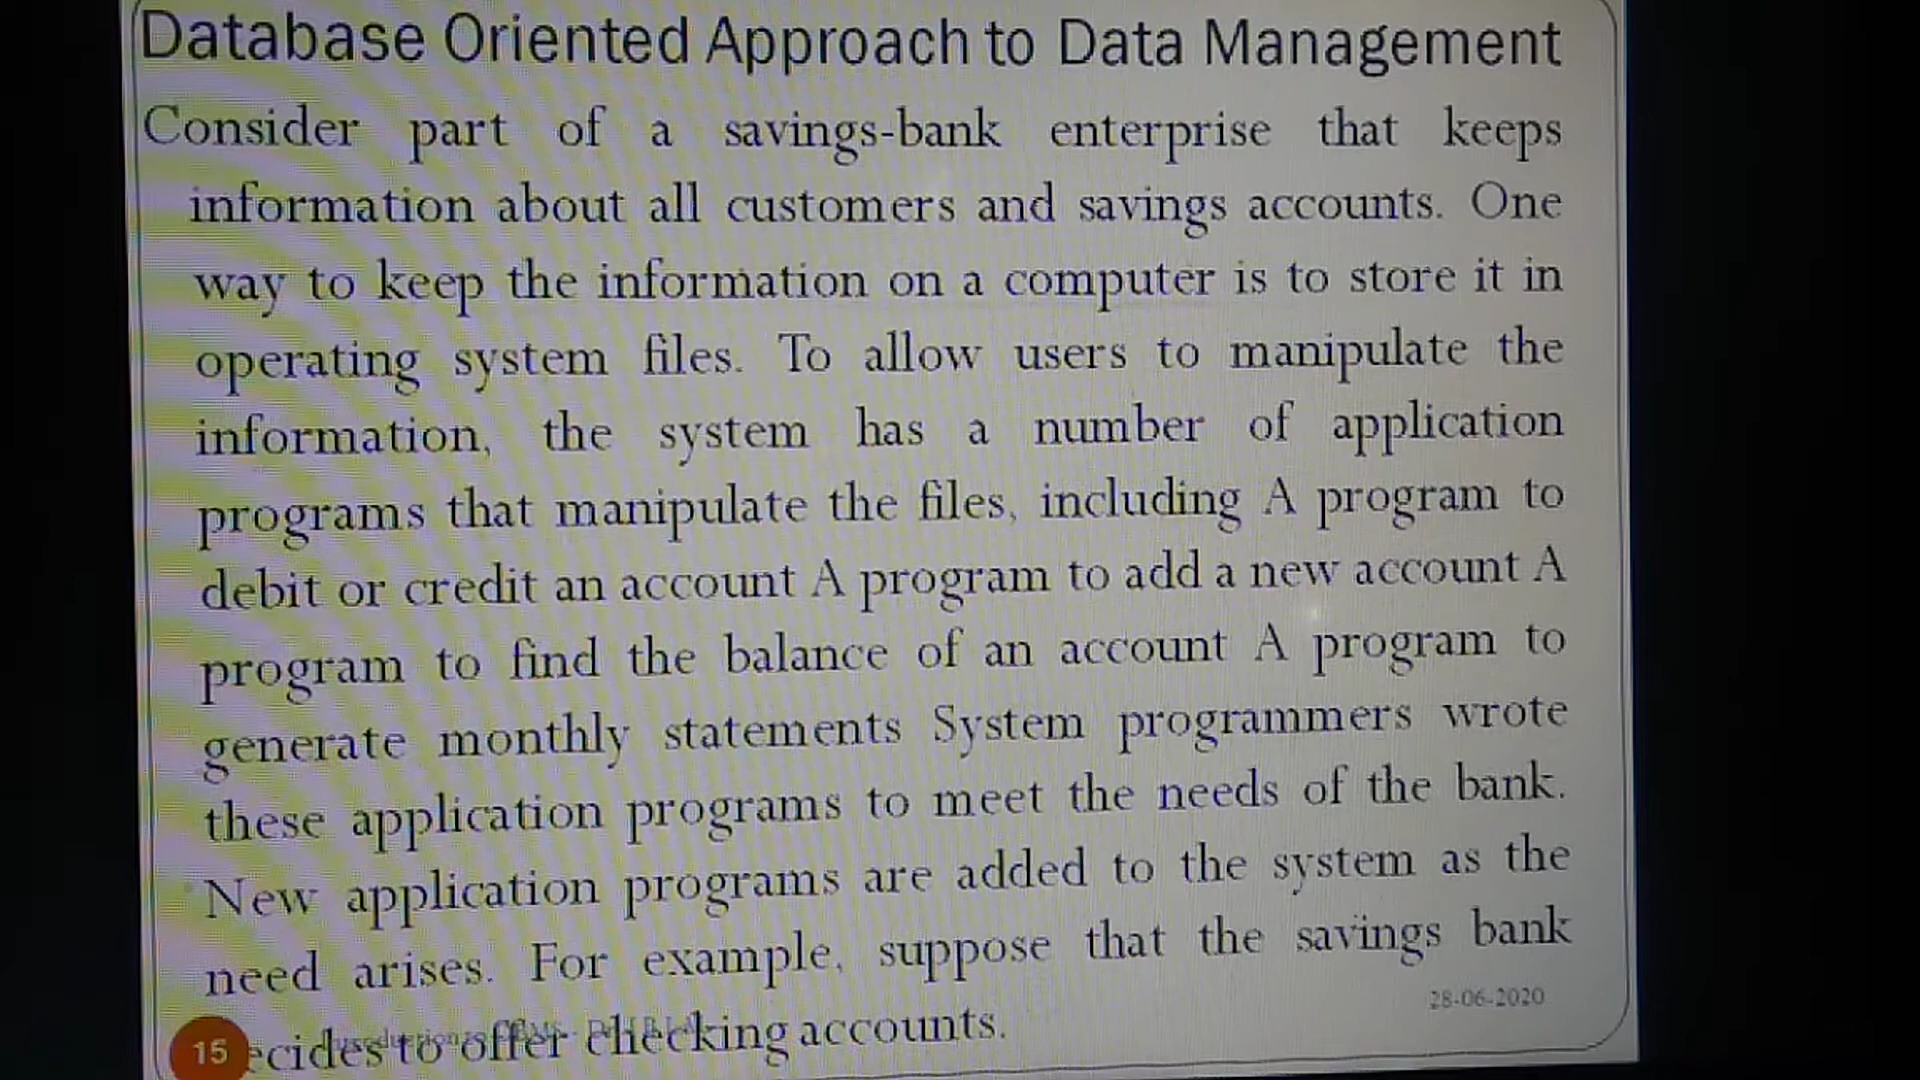 Database Oriented Approach to Data Management
Consider part of a savings-bank enterprise that keeps
information about all customers and savings accounts. One
way to keep the information on a computer is to store it in
operating system files. To allow users to manipulate the
information, the system has a number of application
programs that manipulate the files, including A program to
debit or credit an account A program to add a new account A
program to find the balance of an account A program to
generate monthly statements System programmers wrote
these application programs to meet the needs of the bank.
New application programs are added to the system as the
need arises. For example, suppose that the savings bank
28-06-2020
15 ecides to offer checking accounts.